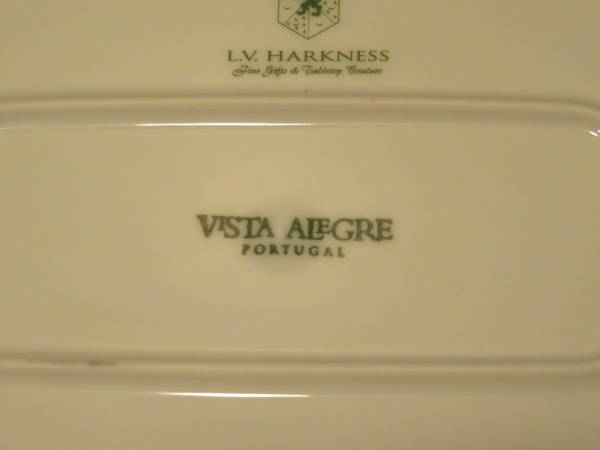 L.V. HARKNESS
Fine Gifts & Tabletop Couture
VISTA ALEGRE
PORTUGAL